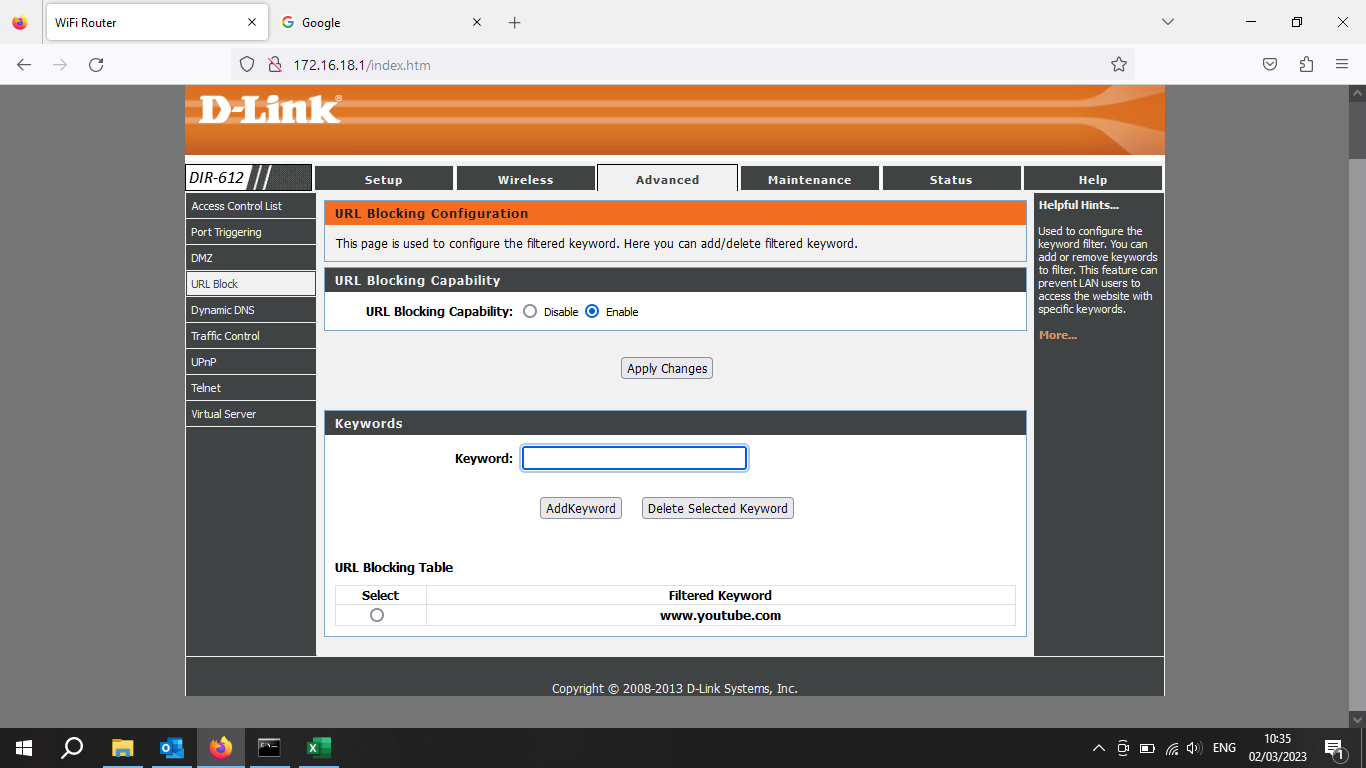 WiFi Router
Google
172.16.18.1/index.htm
D-Link®
DIR-612
Setup
Wireless
Advanced
Maintenance
Status
Help
Access Control List
Port Triggering
DMZ
URL Block
Dynamic DNS
Traffic Control
UPnP
Telnet
Virtual Server
URL Blocking Configuration
This page is used to configure the filtered keyword. Here you can add/delete filtered keyword.
URL Blocking Capability
URL Blocking Capability: Disable Enable
Apply Changes
Keywords
Keyword:
AddKeyword Delete Selected Keyword
URL Blocking Table
Select Filtered Keyword
www.youtube.com
Helpful Hints...
Used to configure the
keyword filter. You can
add or remove keywords
to filter. This feature can
prevent LAN users to
access the website with
specific keywords.
More...
Copyright © 2008-2013 D-Link Systems, Inc.
ENG
10:35
02/03/2023
1